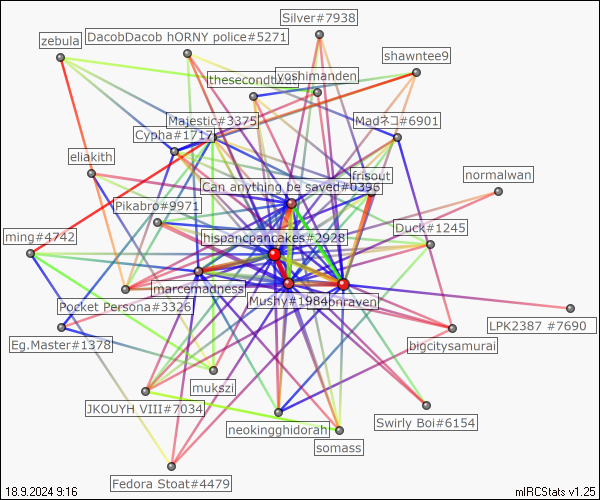 Silver#7938
zebula
DacobDacob hORNY police#5271
shawntee9
yoshimanden
Majestic#3375
Madネコ#6901
Cypha#1717
eliakith
frisout
Can anything be saved#0396
normalwan
Pikabro#9971
Duck#1245
ming#4742
hispanicpancakes#2928
marcemadness
Mushy#1984
Pocket Persona#3326
LPK2387 #7690
Eg.Master#1378
bigcitysamurai
mukszi
JKOUYH VIII#7034
Swirly Boi#6154
neokingghidorah
somass
Fedora Stoat#4479
18.9.2024 9:16
mIRCStats v1.25